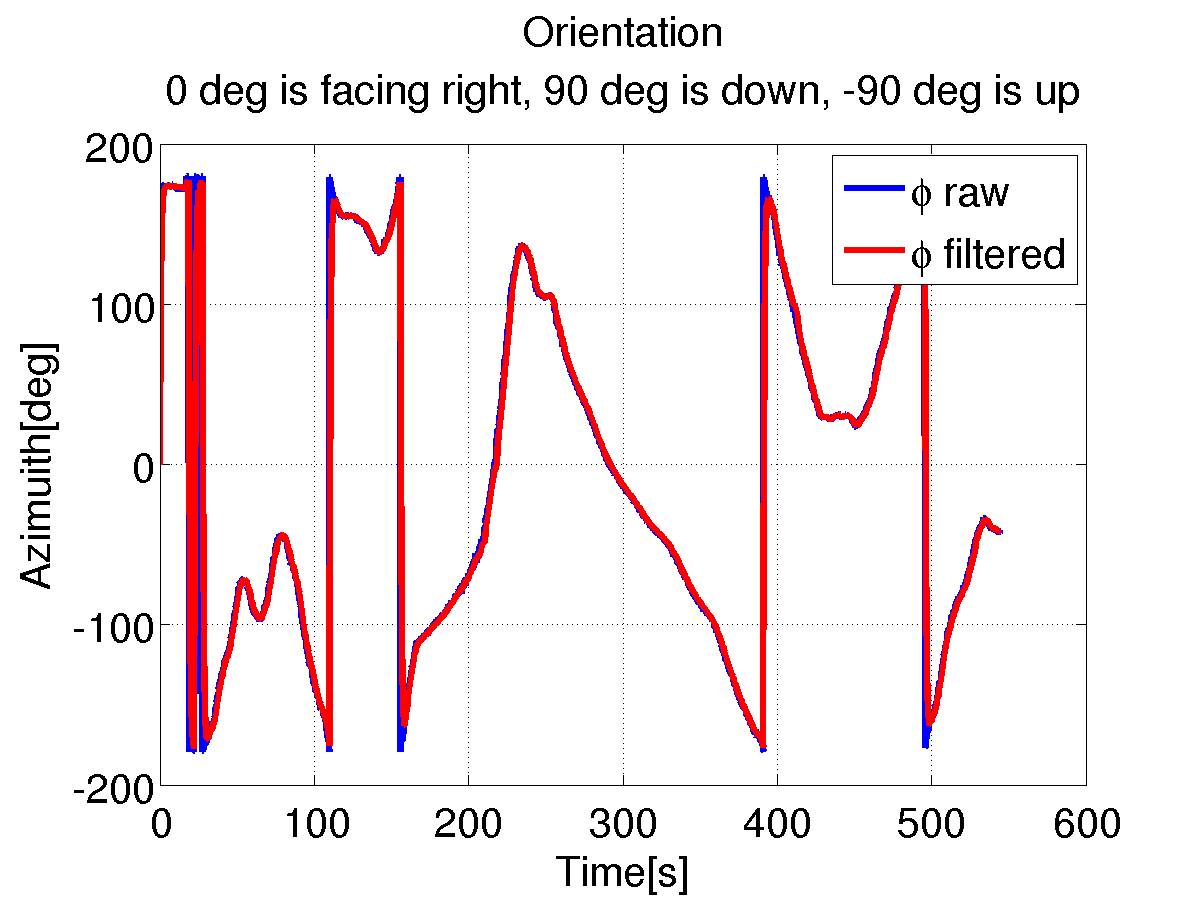 Orientation
0 deg is facing right, 90 deg is down, -90 deg is up
200
100
0
-100
-200
0 100 200 300 400 500 600
Azimuith[deg]
Time[s]
ϕ raw
ϕ filtered